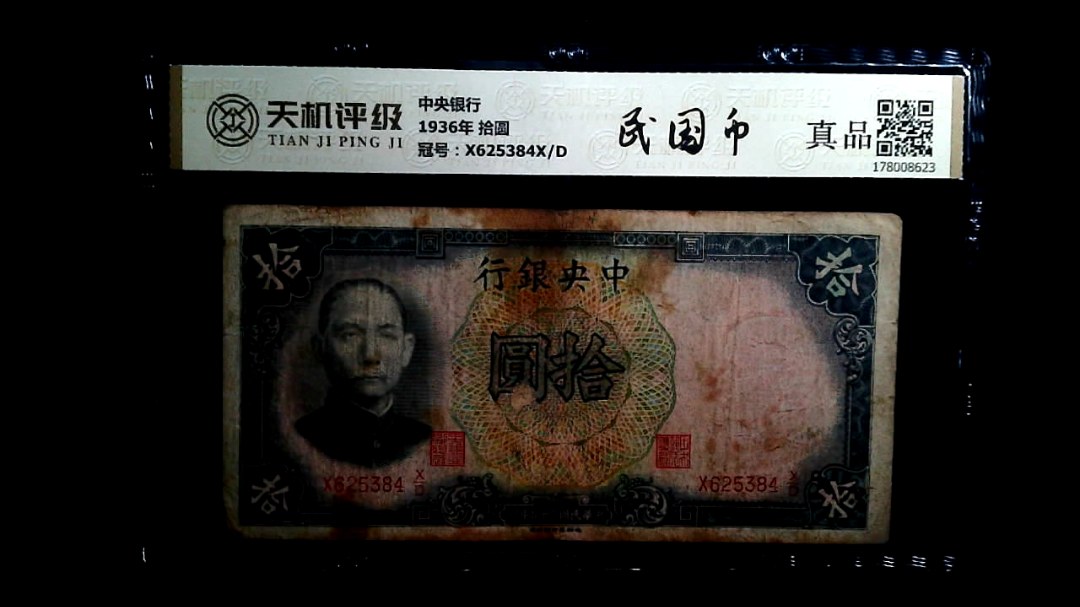 天机评级
TIAN JI PING JI
中央银行
1936年 拾圆
冠号：X625384X/D
民国币
真品
178008623
拾
拾
行銀央中
圓拾
X625384 X/D
X625384 X/D
拾
拾